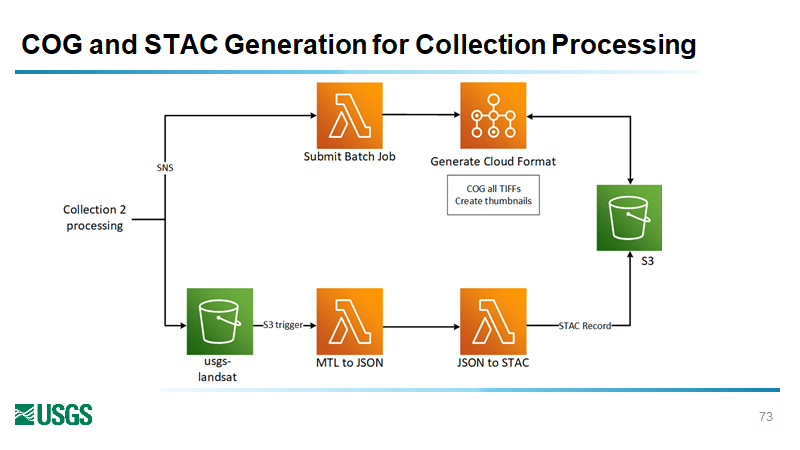 COG and STAC Generation for Collection Processing
Submit Batch Job
Generate Cloud Format
SNS
COG all TIFFs
Create thumbnails
Collection 2
processing
S3
S3 trigger
STAC Record
usgs-
landsat
MTL to JSON
JSON to STAC
USGS
73